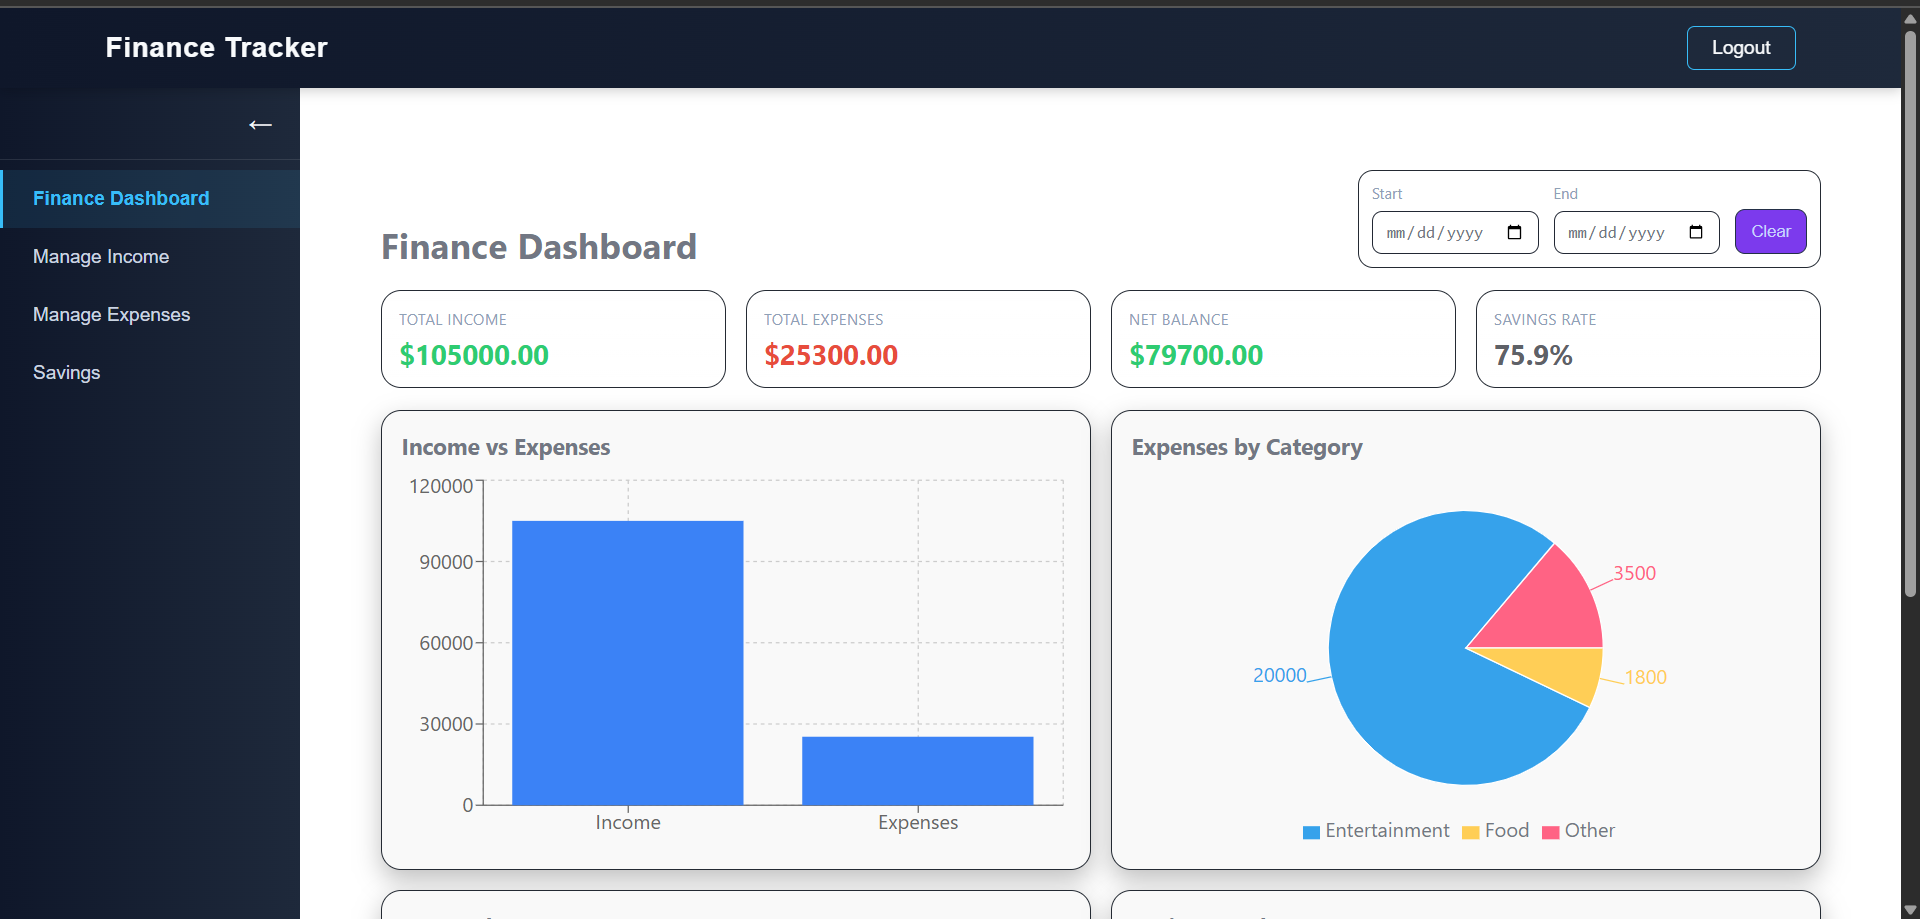 Finance Tracker
Logout
←
Finance Dashboard
Manage Income
Manage Expenses
Savings
Start
End
mm/dd/yyyy
mm/dd/yyyy
Clear
Finance Dashboard
TOTAL INCOME
$105000.00
TOTAL EXPENSES
$25300.00
NET BALANCE
$79700.00
SAVINGS RATE
75.9%
Income vs Expenses
120000
90000
60000
30000
0
Income
Expenses
Expenses by Category
3500
20000
1800
Entertainment
Food
Other